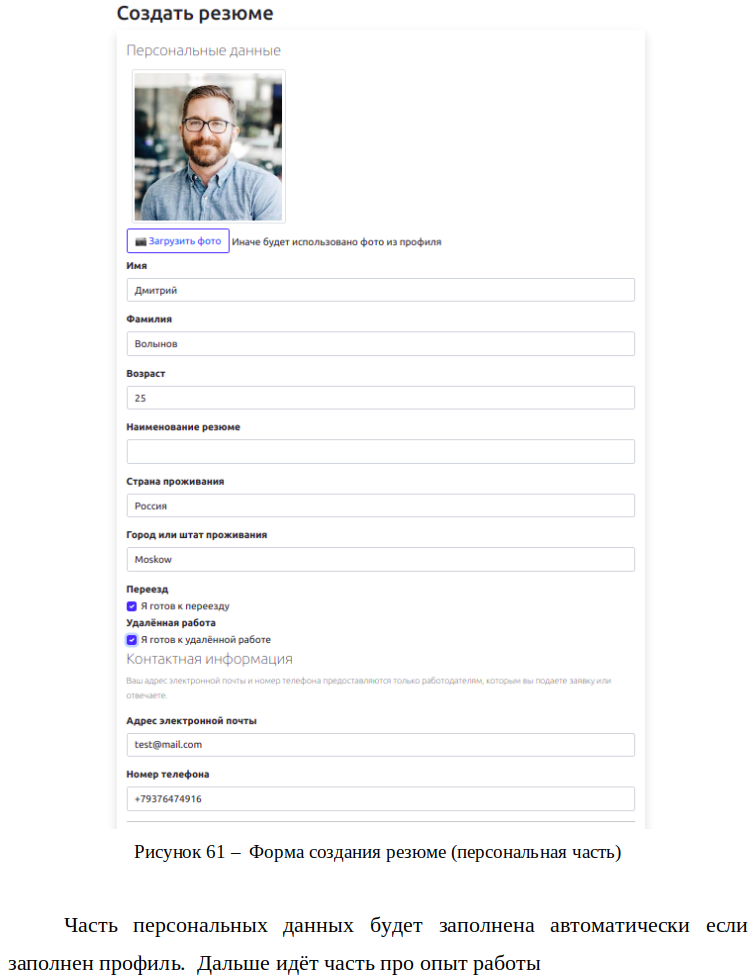 Создать резюме
Персональные данные
Загрузить фото Иначе будет использовано фото из профиля
Имя
Дмитрий
Фамилия
Волынов
Возраст
25
Наименование резюме
Страна проживания
Россия
Город или штат проживания
Moskow
Переезд
Я готов к переезду
Удалённая работа
Я готов к удалённой работе
Контактная информация
Ваш адрес электронной почты и номер телефона предоставляются только работодателям, которым вы подаете заявку или
отвечаете.
Адрес электронной почты
test@mail.com
Номер телефона
+79376474916
Рисунок 61 – Форма создания резюме (персональная часть)
Часть персональных данных будет заполнена автоматически если
заполнен профиль. Дальше идёт часть про опыт работы